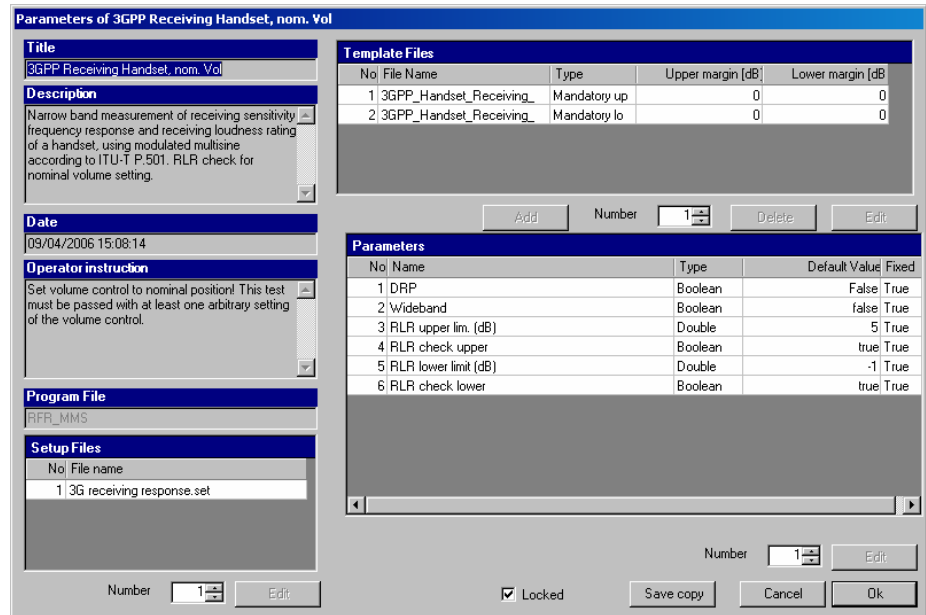 Parameters of 3GPP Receiving Handset, nom. Vol
Title
3GPP Receiving Handset, nom. Vol
Description
Narrow band measurement of receiving sensitivity
frequency response and receiving loudness rating
of a handset, using modulated multisine
according to ITU-T P.501. RLR check for
nominal volume setting.
Date
09/04/2006 15:08:14
Operator instruction
Set volume control to nominal position! This test
must be passed with at least one arbitrary setting
of the volume control.
Program File
RFR_MMS
Setup Files
No File name
1 3G receiving response.set
Number 1 Edit
Template Files
No File Name Type Upper margin [dB] Lower margin [dB
1 3GPP_Handset_Receiving_ Mandatory up 0 0
2 3GPP_Handset_Receiving_ Mandatory lo 0 0
Add Number 1 Delete Edit
Parameters
No Name Type Default Value Fixed
1 DRP Boolean False True
2 Wideband Boolean false True
3 RLR upper lim. (dB) Double 5 True
4 RLR check upper Boolean true True
5 RLR lower limit (dB) Double -1 True
6 RLR check lower Boolean true True
Number 1 Edit
Locked Save copy Cancel Ok